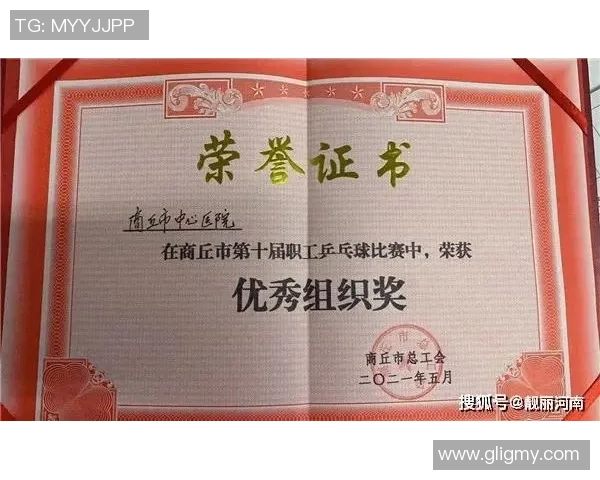 TG: MYYJJPP
荣誉证书
商丘市中心医院
在商丘市第十届职工乒乓球比赛中，荣获
优秀组织奖
商丘市总工会
二〇二一年五月
搜狐号@靓丽河南
www.gligmy.com